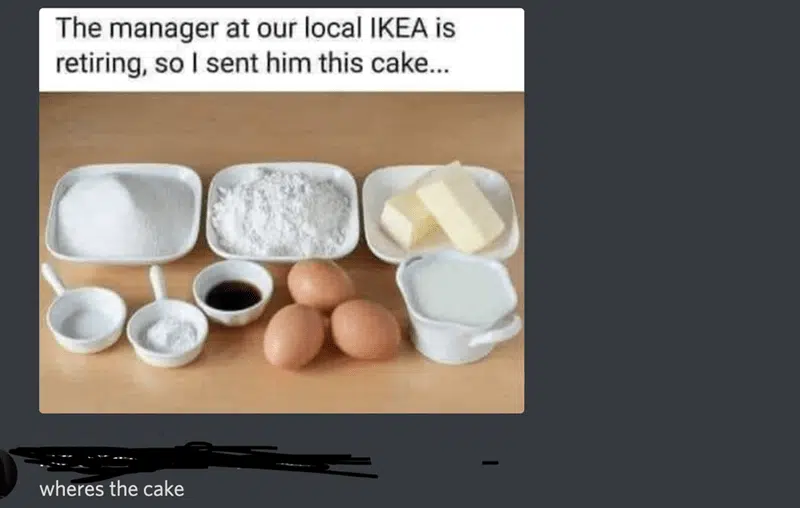 The manager at our local IKEA is
retiring, so I sent him this cake...
wheres the cake